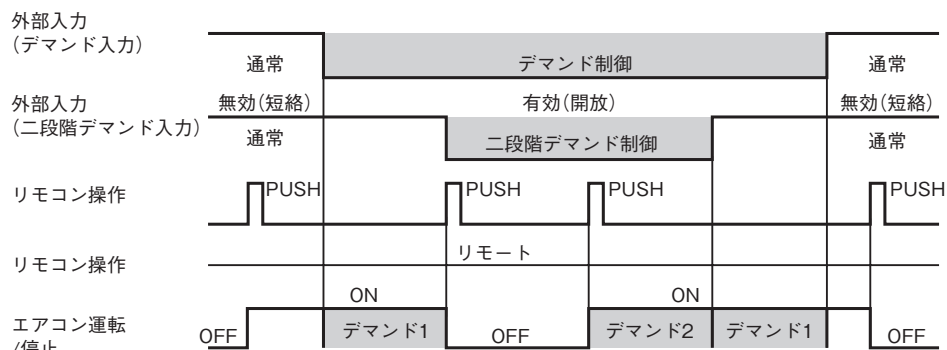 外部入力
(デマンド入力)
通常
デマンド制御
通常
外部入力
(二段階デマンド入力)
無効(短絡)
有効(開放)
無効(短絡)
通常
二段階デマンド制御
通常
リモコン操作
PUSH
PUSH
PUSH
PUSH
リモコン操作
リモート
エアコン運転
/停止
OFF
ON
デマンド1
OFF
ON
デマンド2
デマンド1
OFF